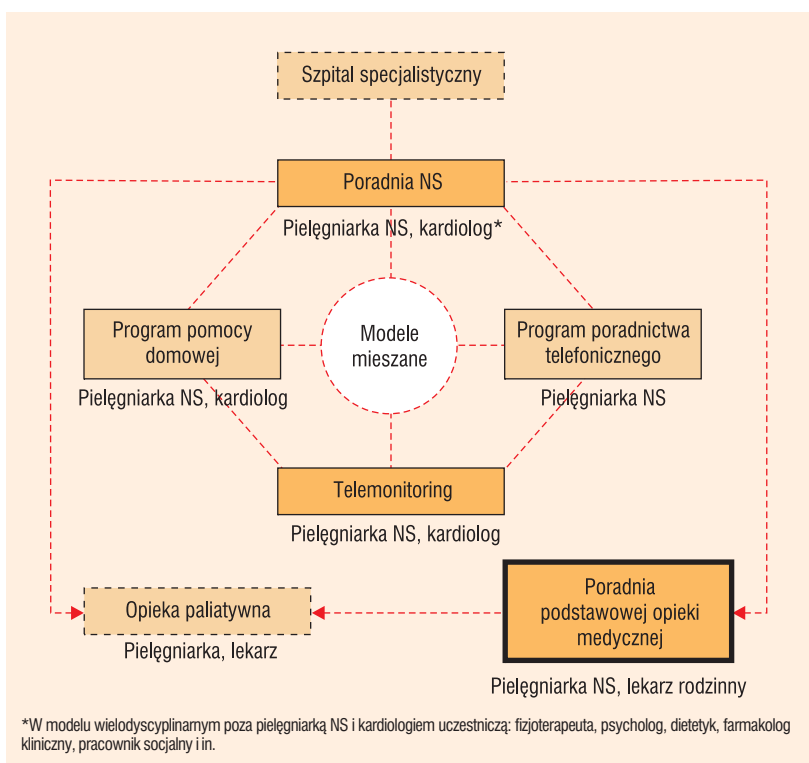 Szpital specjalistyczny
Poradnia NS
Pielęgniarka NS, kardiolog*
Program pomocy
domowej
Pielęgniarka NS, kardiolog
Modele
mieszane
Program poradnictwa
telefonicznego
Pielęgniarka NS
Telemonitoring
Pielęgniarka NS, kardiolog
Opieka paliatywna
Pielęgniarka, lekarz
Poradnia
podstawowej opieki
medycznej
Pielęgniarka NS, lekarz rodzinny
*W modelu wielodyscyplinarnym poza pielęgniarką NS i kardiologiem uczestniczą: fizjoterapeuta, psycholog, dietetyk, farmakolog
kliniczny, pracownik socjalny i in.